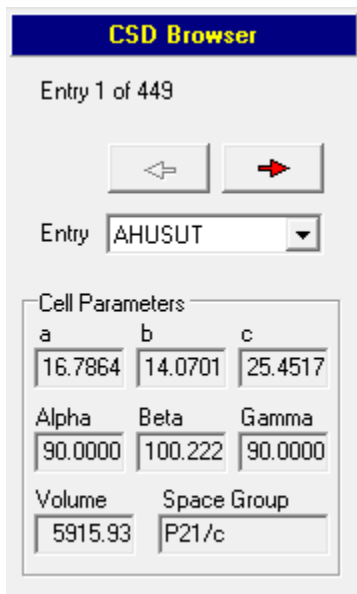 CSD Browser
Entry 1 of 449
Entry AHUSUT
Cell Parameters
a b c
16.7864 14.0701 25.4517
Alpha Beta Gamma
90.0000 100.222 90.0000
Volume Space Group
5915.93 P21/c